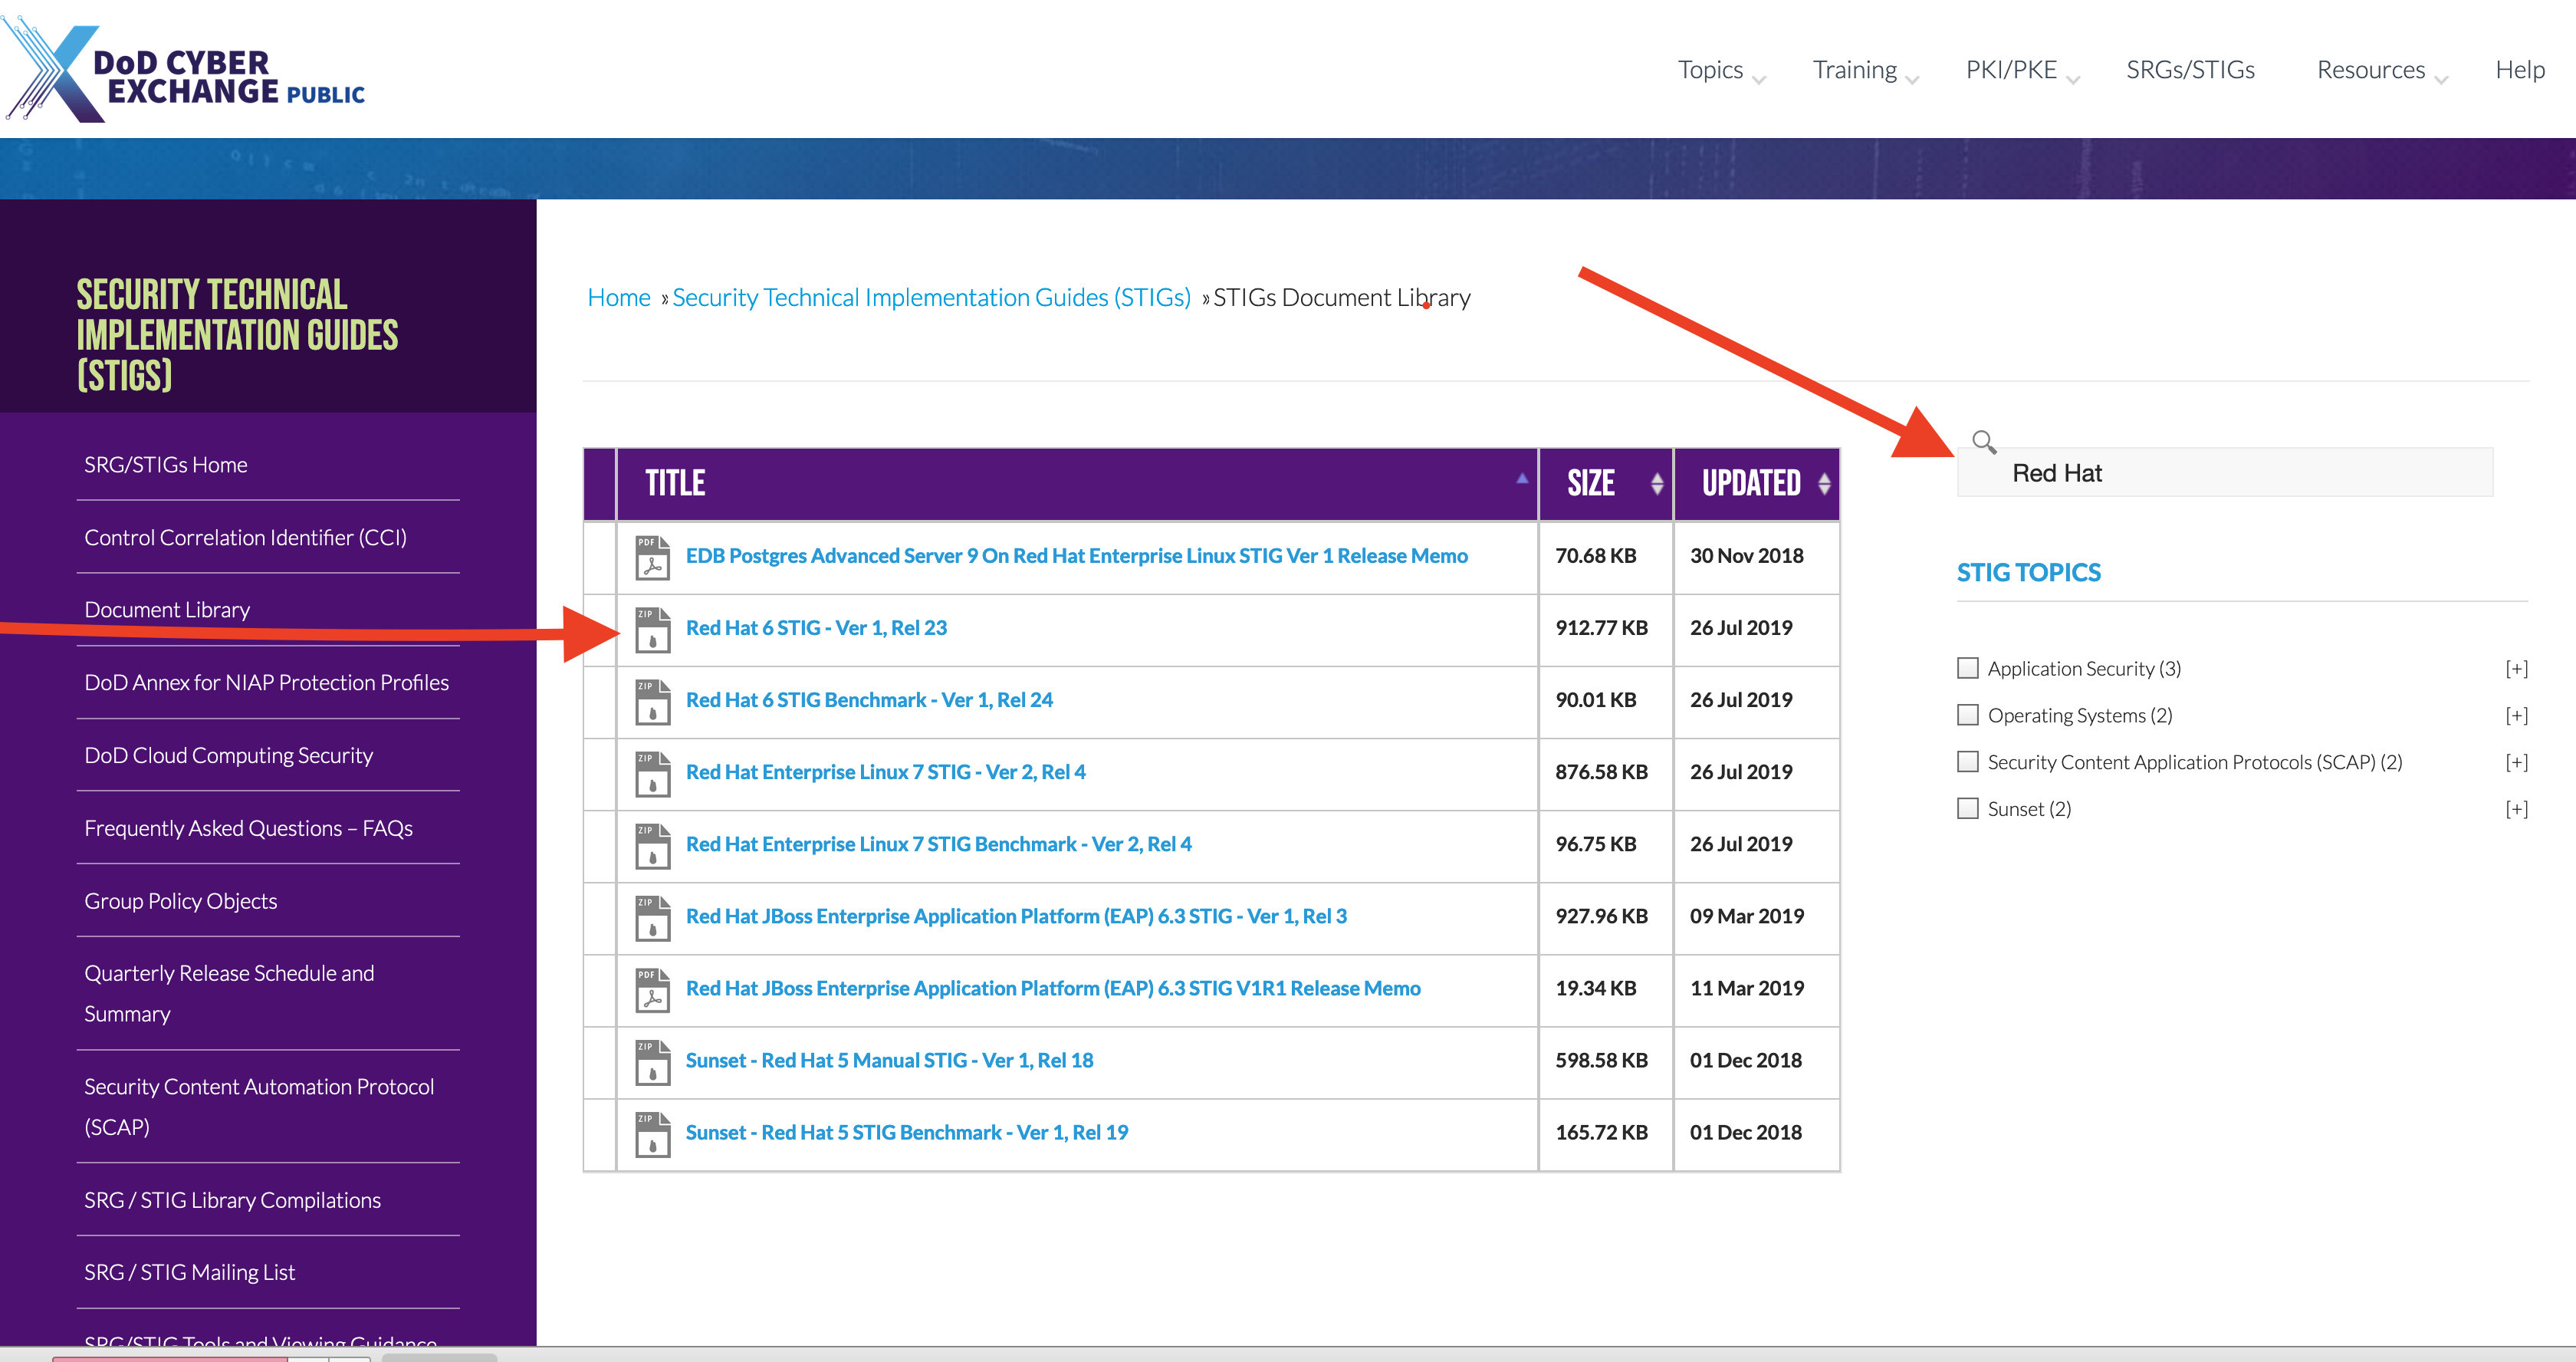 DoD CYBER
EXCHANGE PUBLIC
Topics
Training
PKI/PKE
SRGs/STIGs
Resources
Help
SECURITY TECHNICAL
IMPLEMENTATION GUIDES
(STIGS)
SRG/STIGs Home
Control Correlation Identifier (CCI)
Document Library
DoD Annex for NIAP Protection Profiles
DoD Cloud Computing Security
Frequently Asked Questions – FAQs
Group Policy Objects
Quarterly Release Schedule and
Summary
Security Content Automation Protocol
(SCAP)
SRG / STIG Library Compilations
SRG / STIG Mailing List
SRG/STIG Tools and Viewing Guidance
Home » Security Technical Implementation Guides (STIGs) » STIGs Document Library
TITLE SIZE UPDATED
PDF EDB Postgres Advanced Server 9 On Red Hat Enterprise Linux STIG Ver 1 Release Memo 70.68 KB 30 Nov 2018
ZIP Red Hat 6 STIG - Ver 1, Rel 23 912.77 KB 26 Jul 2019
ZIP Red Hat 6 STIG Benchmark - Ver 1, Rel 24 90.01 KB 26 Jul 2019
ZIP Red Hat Enterprise Linux 7 STIG - Ver 2, Rel 4 876.58 KB 26 Jul 2019
ZIP Red Hat Enterprise Linux 7 STIG Benchmark - Ver 2, Rel 4 96.75 KB 26 Jul 2019
ZIP Red Hat JBoss Enterprise Application Platform (EAP) 6.3 STIG - Ver 1, Rel 3 927.96 KB 09 Mar 2019
PDF Red Hat JBoss Enterprise Application Platform (EAP) 6.3 STIG V1R1 Release Memo 19.34 KB 11 Mar 2019
ZIP Sunset - Red Hat 5 Manual STIG - Ver 1, Rel 18 598.58 KB 01 Dec 2018
ZIP Sunset - Red Hat 5 STIG Benchmark - Ver 1, Rel 19 165.72 KB 01 Dec 2018
Red Hat
STIG TOPICS
Application Security (3) [+]
Operating Systems (2) [+]
Security Content Application Protocols (SCAP) (2) [+]
Sunset (2) [+]